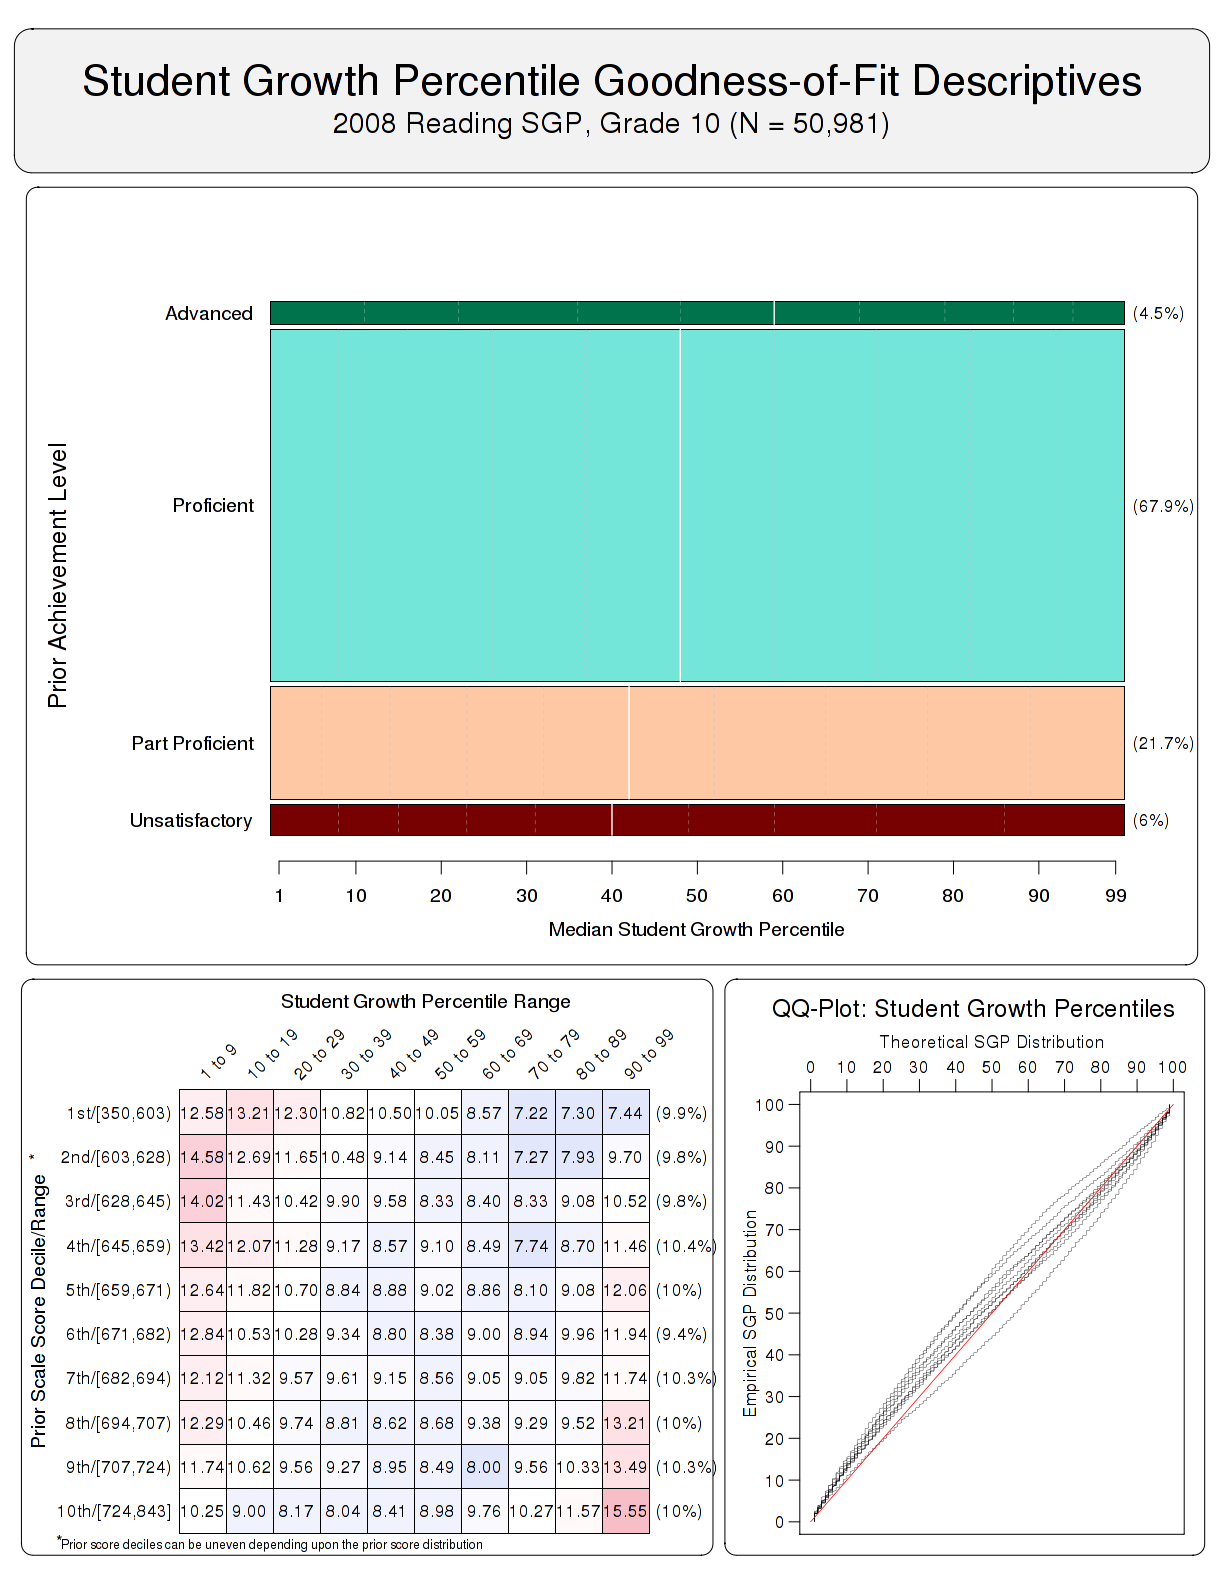 Student Growth Percentile Goodness-of-Fit Descriptives
2008 Reading SGP, Grade 10 (N = 50,981)
Prior Achievement Level
Advanced (4.5%)
Proficient (67.9%)
Part Proficient (21.7%)
Unsatisfactory (6%)
1 10 20 30 40 50 60 70 80 90 99
Median Student Growth Percentile
Student Growth Percentile Range
1 to 9 10 to 19 20 to 29 30 to 39 40 to 49 50 to 59 60 to 69 70 to 79 80 to 89 90 to 99
Prior Scale Score Decile/Range *
1st/[350,603) 12.58 13.21 12.30 10.82 10.50 10.05 8.57 7.22 7.30 7.44 (9.9%)
2nd/[603,628) 14.58 12.69 11.65 10.48 9.14 8.45 8.11 7.27 7.93 9.70 (9.8%)
3rd/[628,645) 14.02 11.43 10.42 9.90 9.58 8.33 8.40 8.33 9.08 10.52 (9.8%)
4th/[645,659) 13.42 12.07 11.28 9.17 8.57 9.10 8.49 7.74 8.70 11.46 (10.4%)
5th/[659,671) 12.64 11.82 10.70 8.84 8.88 9.02 8.86 8.10 9.08 12.06 (10%)
6th/[671,682) 12.84 10.53 10.28 9.34 8.80 8.38 9.00 8.94 9.96 11.94 (9.4%)
7th/[682,694) 12.12 11.32 9.57 9.61 9.15 8.56 9.05 9.05 9.82 11.74 (10.3%)
8th/[694,707) 12.29 10.46 9.74 8.81 8.62 8.68 9.38 9.29 9.52 13.21 (10%)
9th/[707,724) 11.74 10.62 9.56 9.27 8.95 8.49 8.00 9.56 10.33 13.49 (10.3%)
10th/[724,843] 10.25 9.00 8.17 8.04 8.41 8.98 9.76 10.27 11.57 15.55 (10%)
*Prior score deciles can be uneven depending upon the prior score distribution
QQ-Plot: Student Growth Percentiles
Theoretical SGP Distribution
0 10 20 30 40 50 60 70 80 90 100
Empirical SGP Distribution
100
90
80
70
60
50
40
30
20
10
0